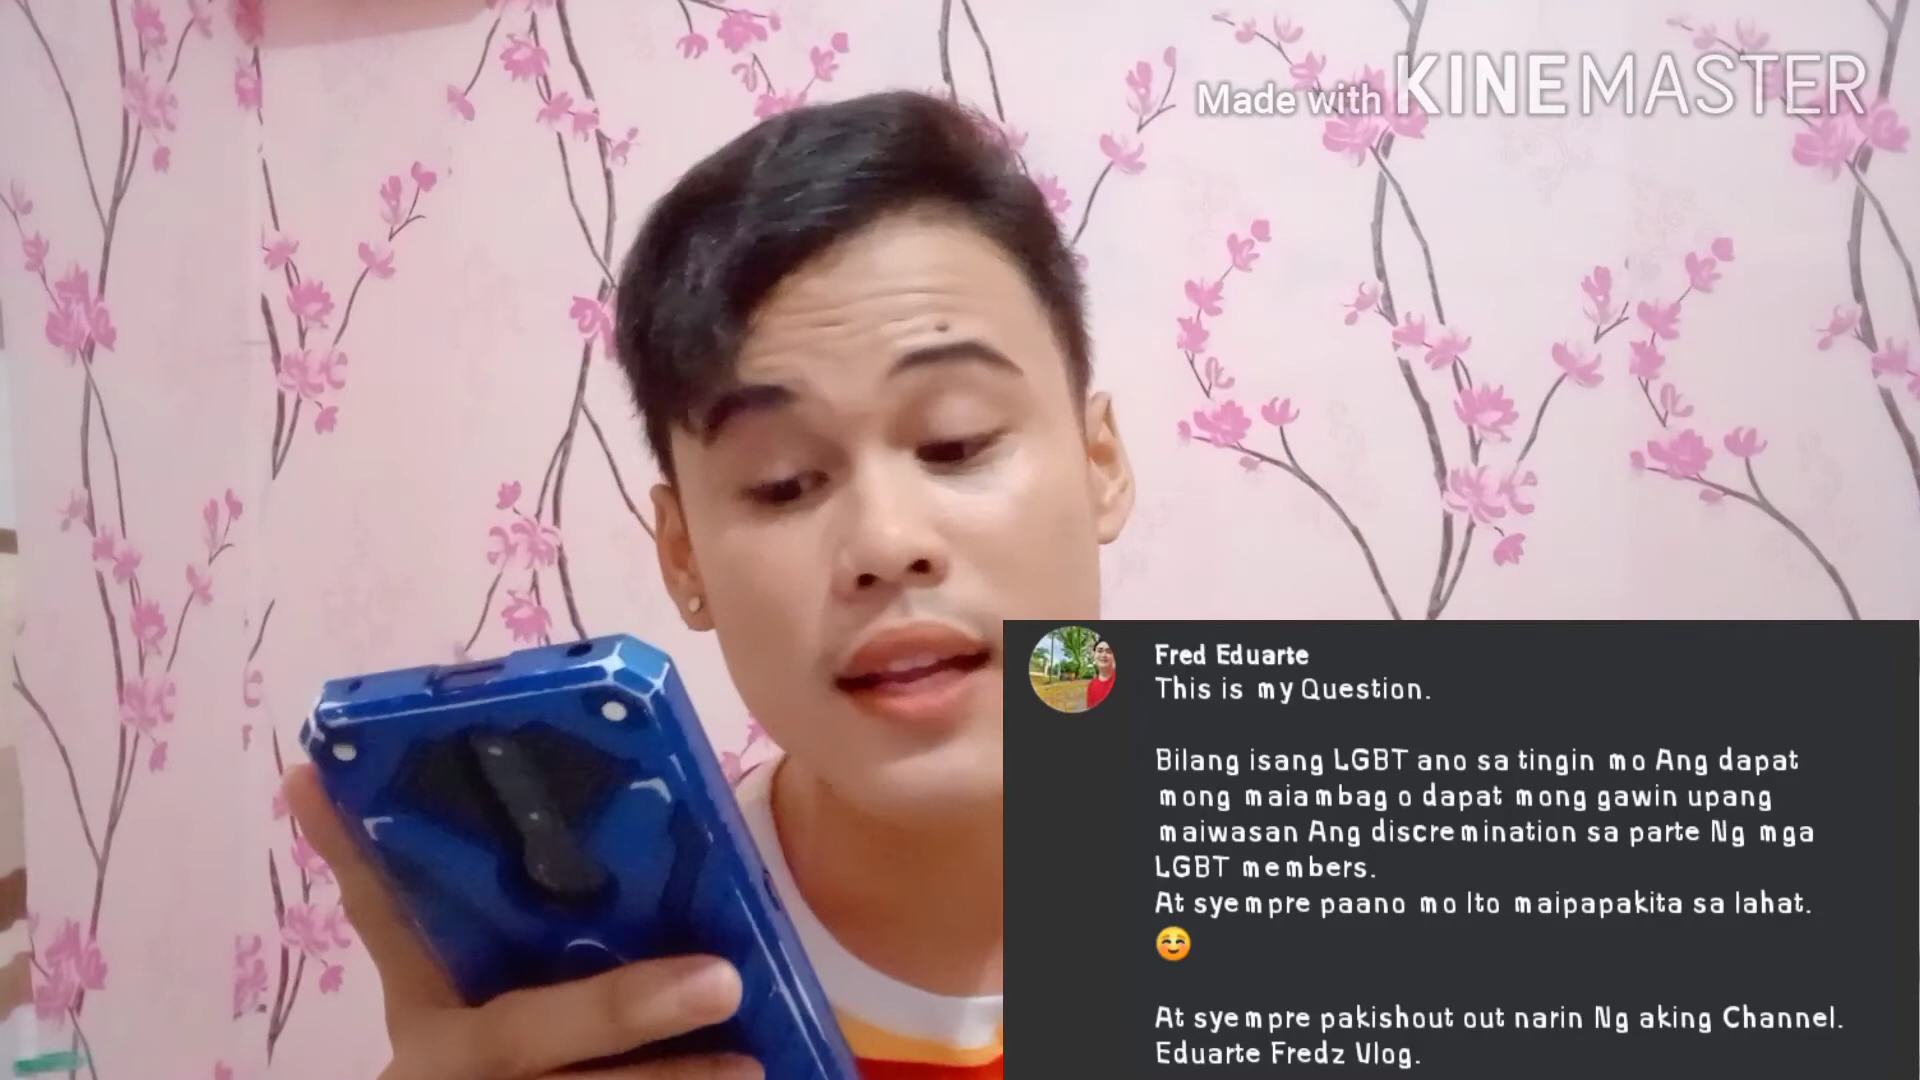 Made with KINEMASTER
Fred Eduarte
This is my Question.
Bilang isang LGBT ano sa tingin mo Ang dapat
mong maiambag o dapat mong gawin upang
maiwasan Ang discremination sa parte Ng mga
LGBT members.
At syempre paano mo Ito maipapakita sa lahat.
☺️
At syempre pakishout out narin Ng aking Channel.
Eduarte Fredz Vlog.